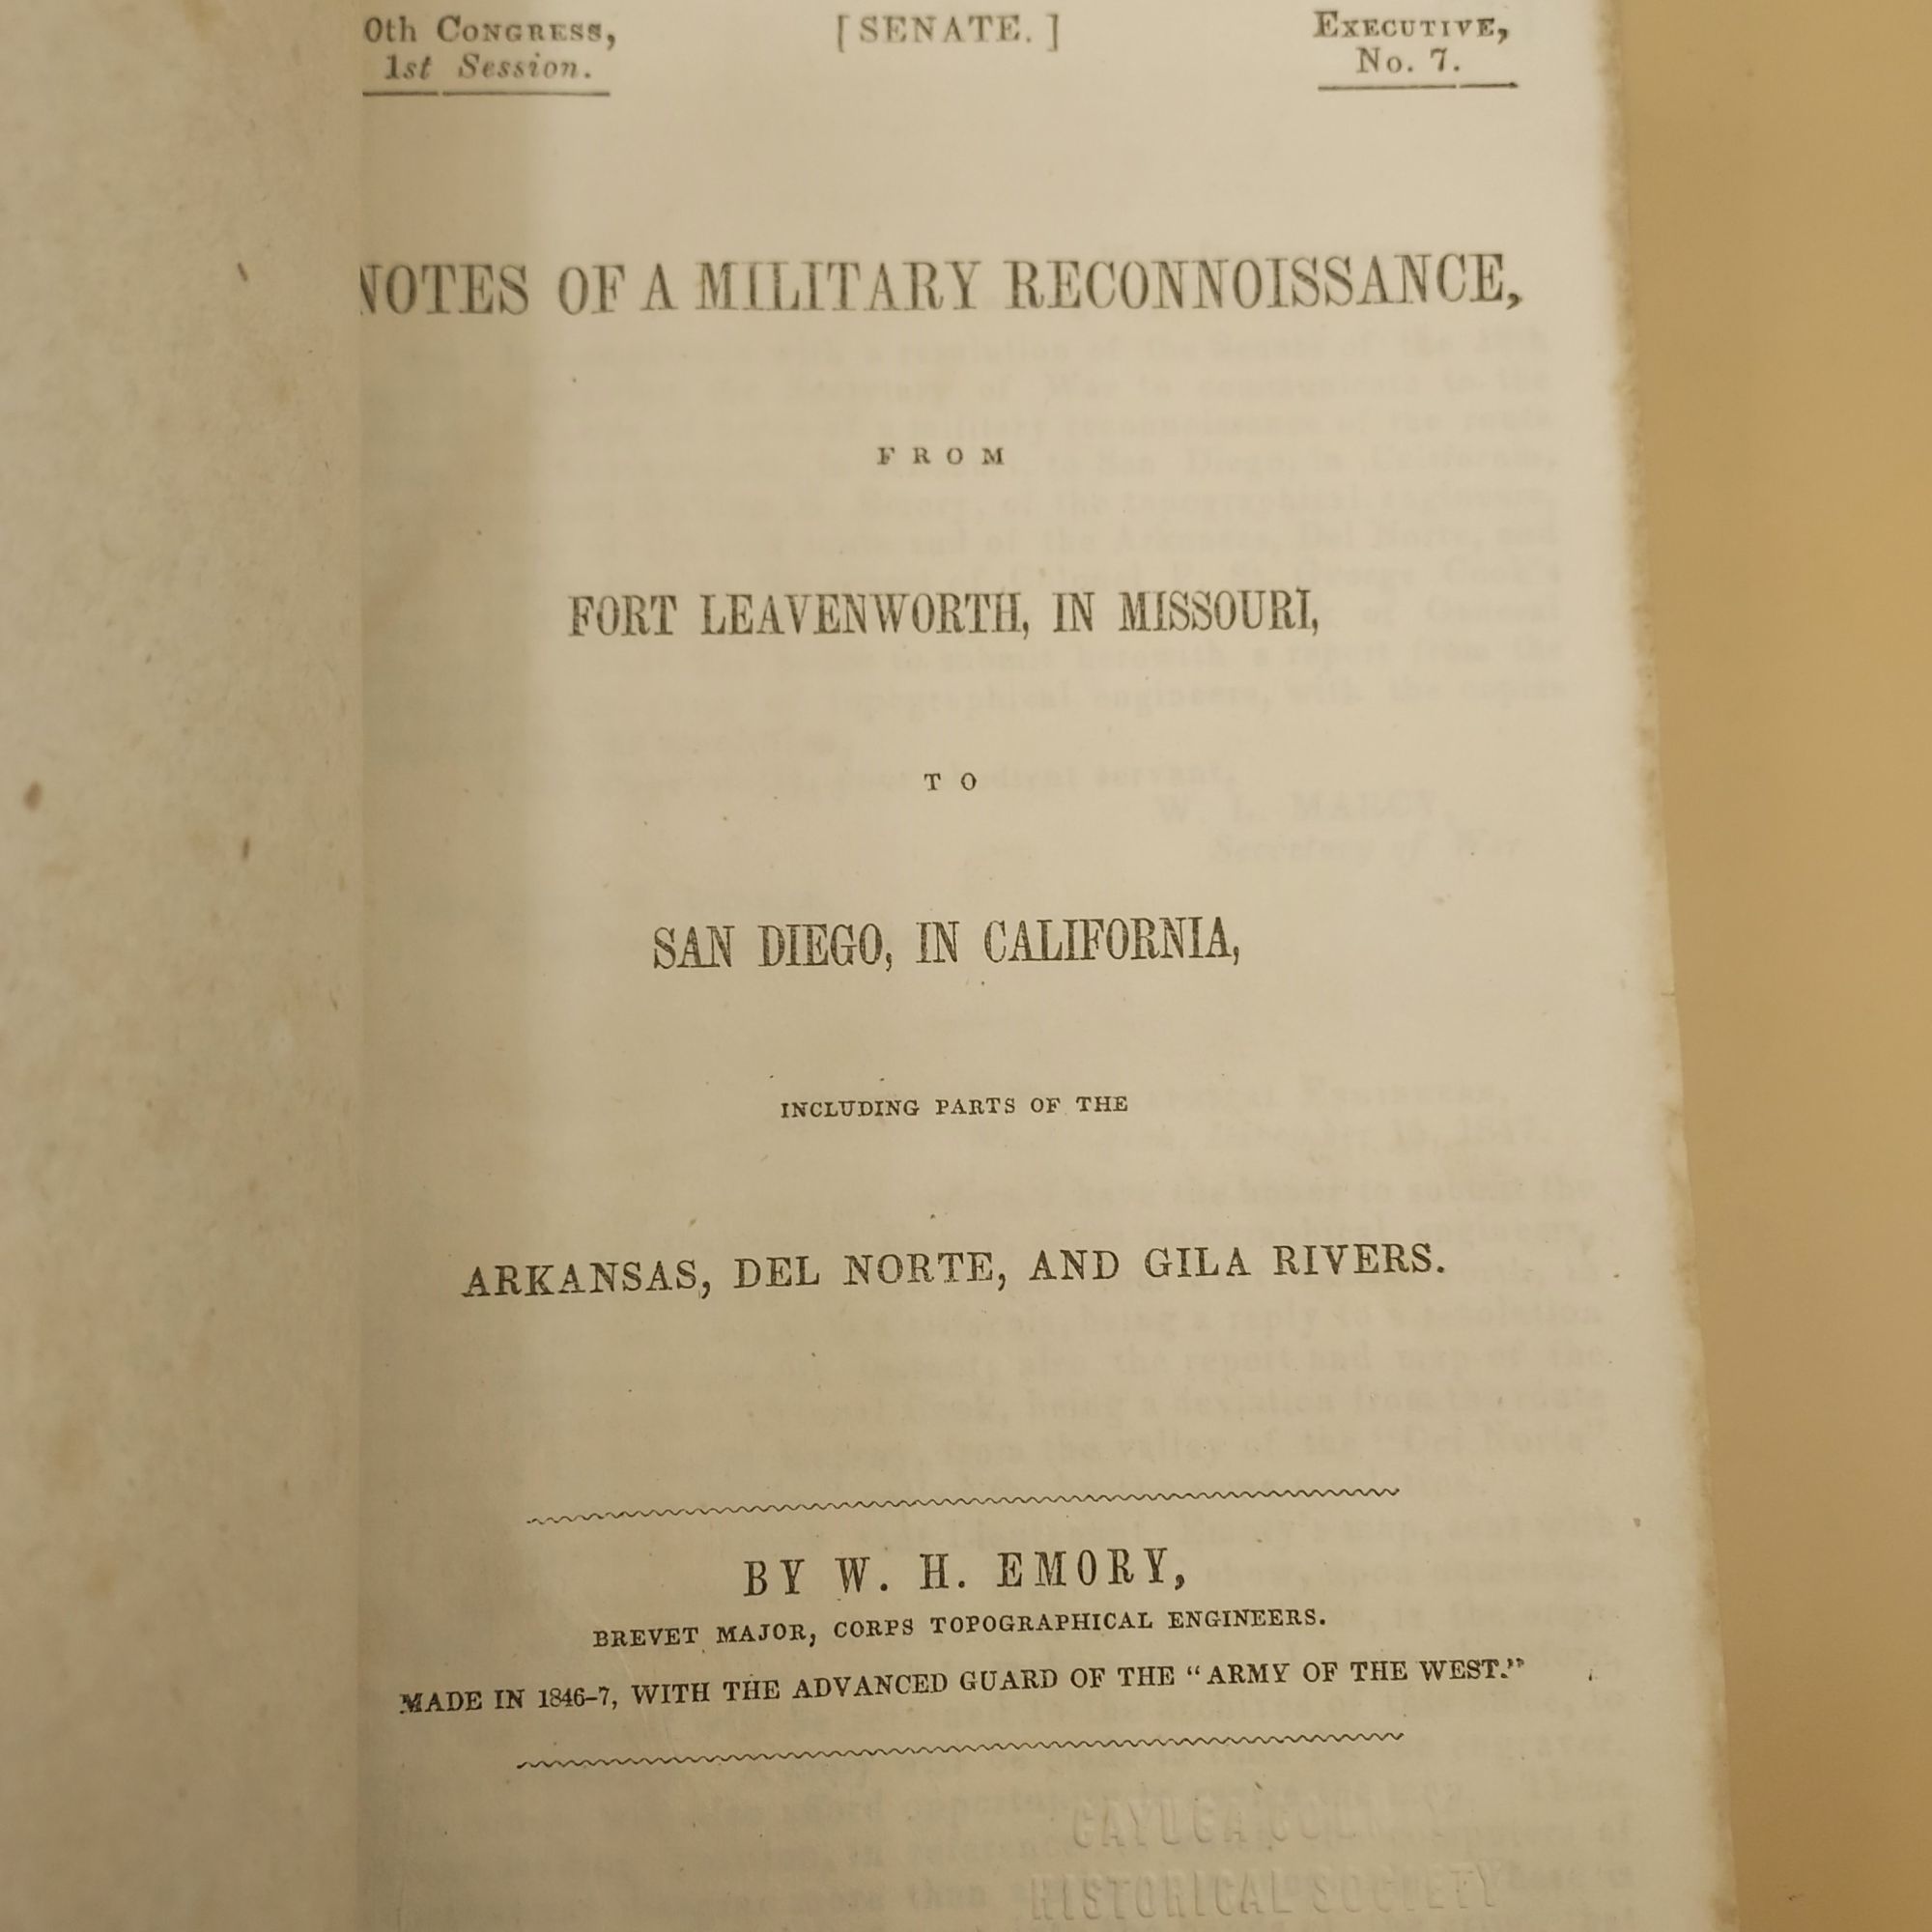 0th CONGRESS,
1st Session.
[SENATE.]
EXECUTIVE,
No. 7.
NOTES OF A MILITARY RECONNOISSANCE,
FROM
FORT LEAVENWORTH, IN MISSOURI,
TO
SAN DIEGO, IN CALIFORNIA,
INCLUDING PARTS OF THE
ARKANSAS, DEL NORTE, AND GILA RIVERS.
BY W. H. EMORY,
BREVET MAJOR, CORPS TOPOGRAPHICAL ENGINEERS.
MADE IN 1846-7, WITH THE ADVANCED GUARD OF THE "ARMY OF THE WEST."
CAYUGA COUNTY
HISTORICAL SOCIETY